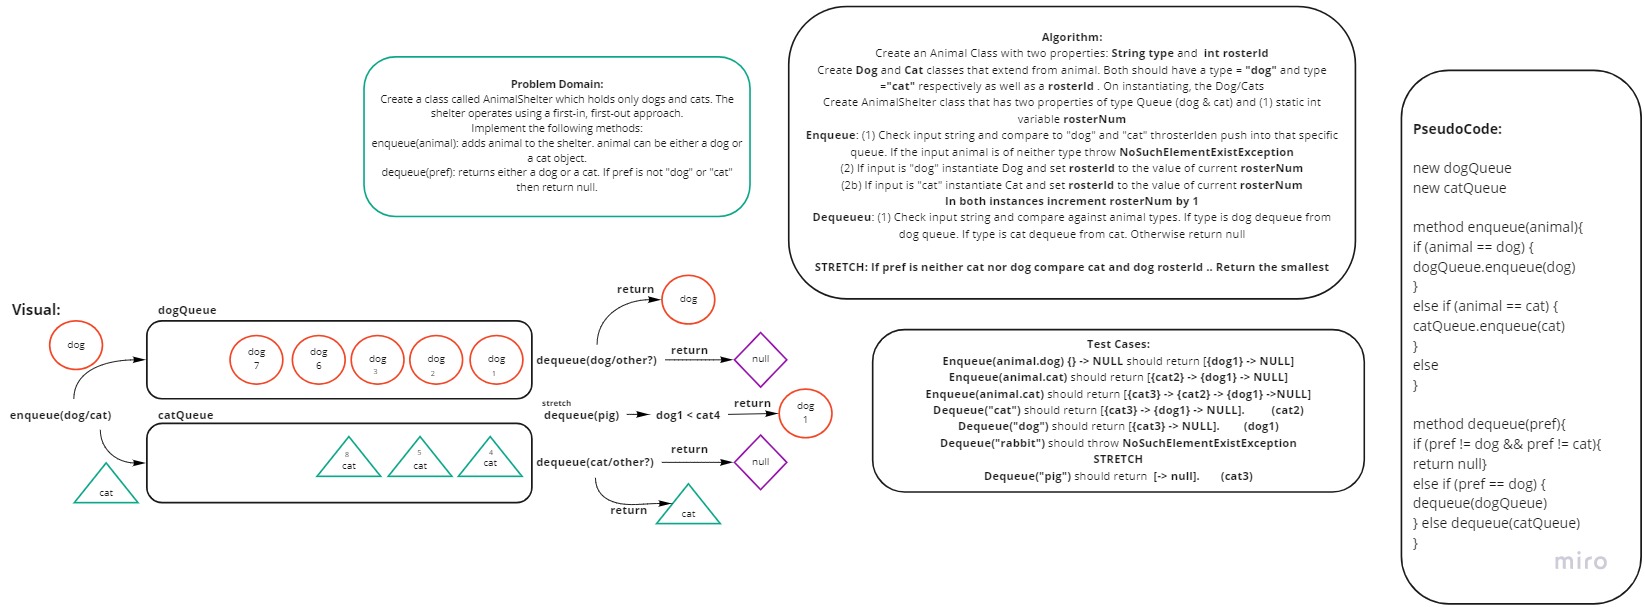 Problem Domain:
Create a class called AnimalShelter which holds only dogs and cats. The
shelter operates using a first-in, first-out approach.
Implement the following methods:
enqueue(animal): adds animal to the shelter. animal can be either a dog or
a cat object.
dequeue(pref): returns either a dog or a cat. If pref is not "dog" or "cat"
then return null.
Algorithm:
Create an Animal Class with two properties: String type and int rosterId
Create Dog and Cat classes that extend from animal. Both should have a type = "dog" and type
="cat" respectively as well as a rosterId . On instantiating, the Dog/Cats
Create AnimalShelter class that has two properties of type Queue (dog & cat) and (1) static int
variable rosterNum
Enqueue: (1) Check input string and compare to "dog" and "cat" throsterIden push into that specific
queue. If the input animal is of neither type throw NoSuchElementExistException
(2) If input is "dog" instantiate Dog and set rosterId to the value of current rosterNum
(2b) If input is "cat" instantiate Cat and set rosterId to the value of current rosterNum
In both instances increment rosterNum by 1
Dequeueu: (1) Check input string and compare against animal types. If type is dog dequeue from
dog queue. If type is cat dequeue from cat. Otherwise return null
STRETCH: If pref is neither cat nor dog compare cat and dog rosterId .. Return the smallest
PseudoCode:
new dogQueue
new catQueue
method enqueue(animal){
if (animal == dog) {
dogQueue.enqueue(dog)
}
else if (animal == cat) {
catQueue.enqueue(cat)
}
else
}
method dequeue(pref){
if (pref != dog && pref != cat){
return null}
else if (pref == dog) {
dequeue(dogQueue)
} else dequeue(catQueue)
}
miro
Visual:
dog
enqueue(dog/cat)
cat
dogQueue
dog
7
dog
6
dog
3
dog
2
dog
1
catQueue
8
cat
5
cat
4
cat
return
dog
dequeue(dog/other?)
return
null
stretch
dequeue(pig)
dog1 < cat4
return
dog
1
dequeue(cat/other?)
return
null
return
cat
Test Cases:
Enqueue(animal.dog) {} -> NULL should return [{dog1} -> NULL]
Enqueue(animal.cat) should return [{cat2} -> {dog1} -> NULL]
Enqueue(animal.cat) should return [{cat3} -> {cat2} -> {dog1} ->NULL]
Dequeue("cat") should return [{cat3} -> {dog1} -> NULL]. (cat2)
Dequeue("dog") should return [{cat3} -> NULL]. (dog1)
Dequeue("rabbit") should throw NoSuchElementExistException
STRETCH
Dequeue("pig") should return [-> null]. (cat3)